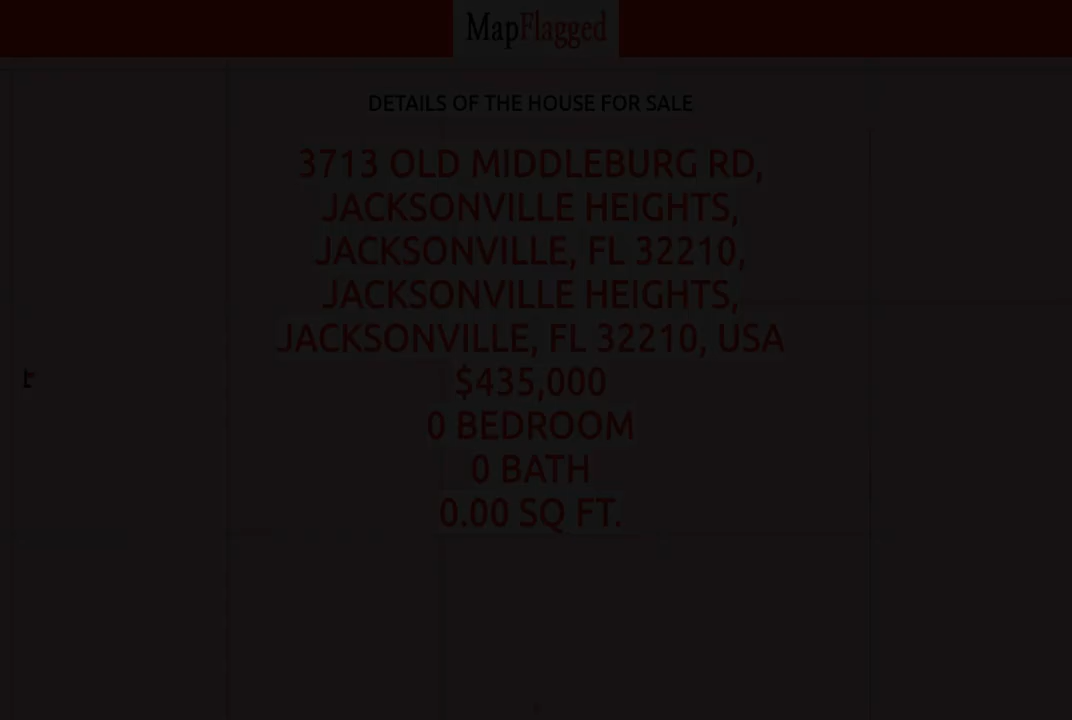 MapFlagged
DETAILS OF THE HOUSE FOR SALE
3713 OLD MIDDLEBURG RD,
JACKSONVILLE HEIGHTS,
JACKSONVILLE, FL 32210,
JACKSONVILLE HEIGHTS,
JACKSONVILLE, FL 32210, USA
$435,000
0 BEDROOM
0 BATH
0.00 SQ FT.